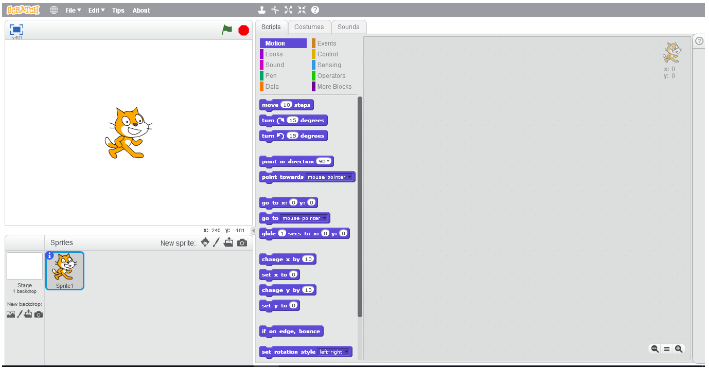 SCRATCH File Edit Tips About
v461
Scripts Costumes Sounds
Motion Events
Looks Control
Sound Sensing
Pen Operators
Data More Blocks
move 10 steps
turn 15 degrees
turn 15 degrees
point in direction 90
point towards mouse-pointer
go to x: 0 y: 0
go to mouse-pointer
glide 1 secs to x: 0 y: 0
change x by 10
set x to 0
change y by 10
set y to 0
if on edge, bounce
set rotation style left-right
x: 0
y: 0
x: 240 y: 181
Sprites New sprite:
Stage
1 backdrop
New backdrop:
Sprite1